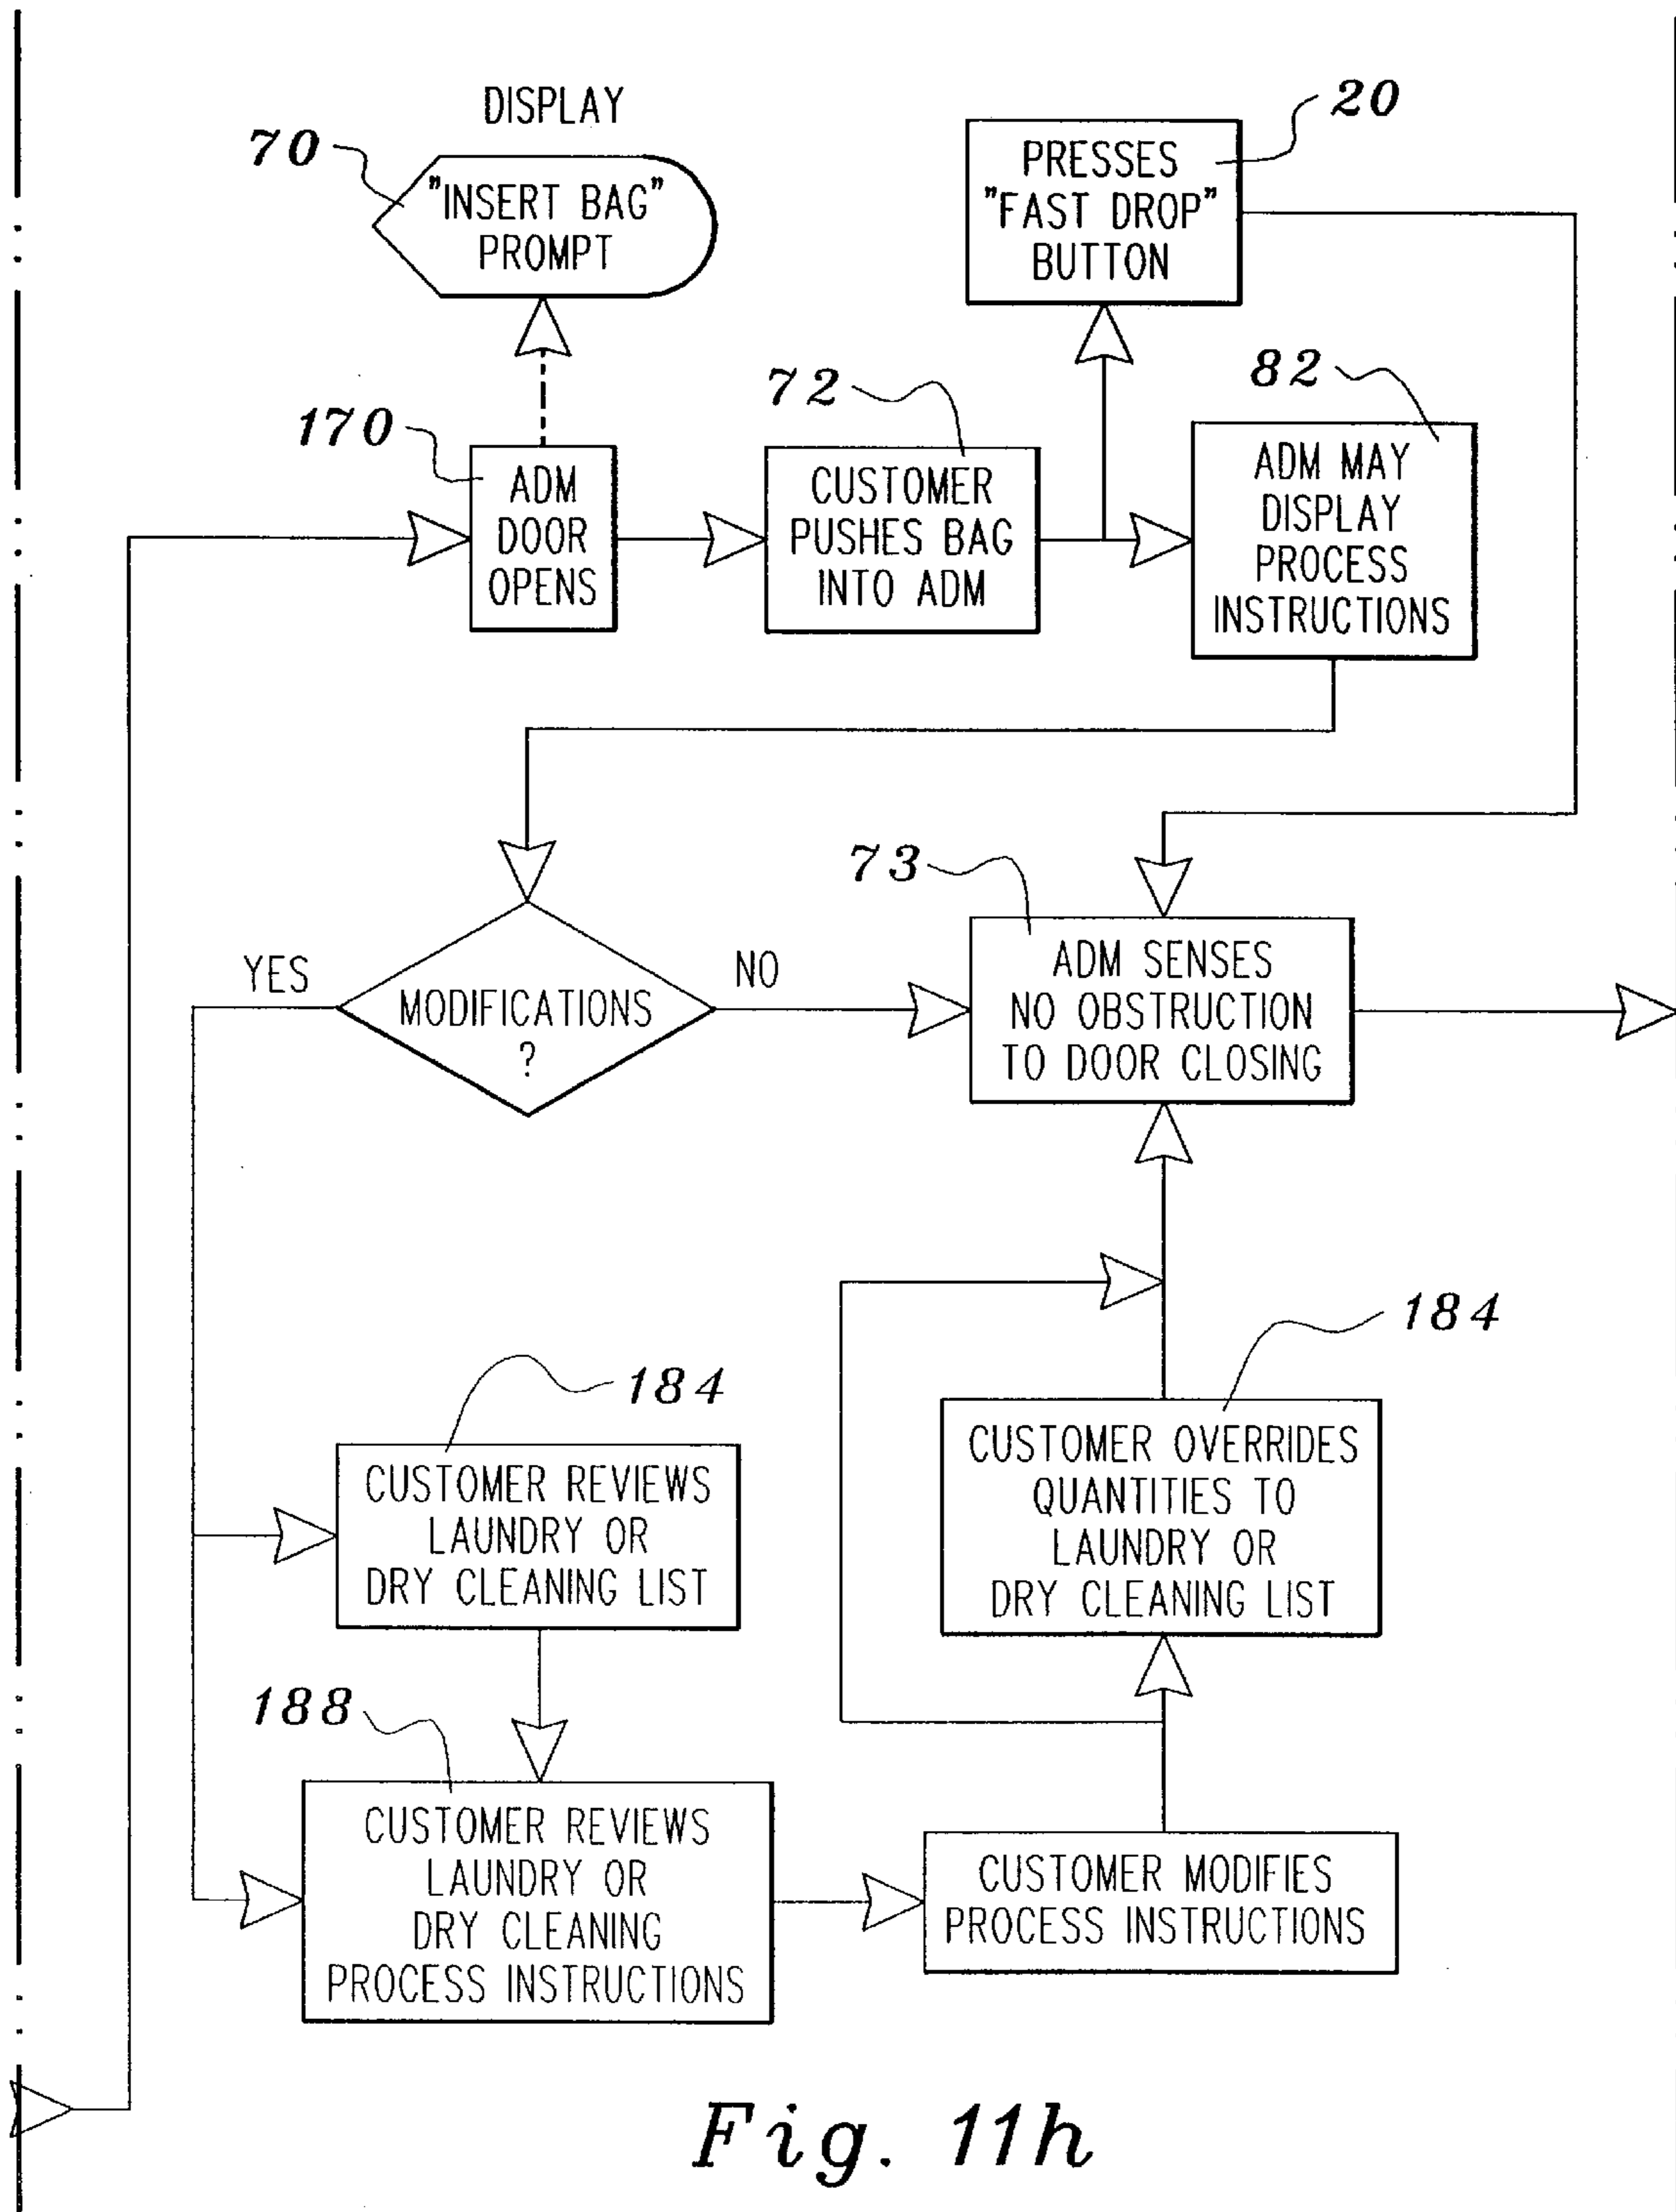 DISPLAY
70
"INSERT BAG"
PROMPT
20
PRESSES
"FAST DROP"
BUTTON
170
ADM
DOOR
OPENS
72
CUSTOMER
PUSHES BAG
INTO ADM
82
ADM MAY
DISPLAY
PROCESS
INSTRUCTIONS
YES
MODIFICATIONS
?
NO
73
ADM SENSES
NO OBSTRUCTION
TO DOOR CLOSING
184
CUSTOMER REVIEWS
LAUNDRY OR
DRY CLEANING LIST
184
CUSTOMER OVERRIDES
QUANTITIES TO
LAUNDRY OR
DRY CLEANING LIST
188
CUSTOMER REVIEWS
LAUNDRY OR
DRY CLEANING
PROCESS INSTRUCTIONS
CUSTOMER MODIFIES
PROCESS INSTRUCTIONS
Fig. 11h